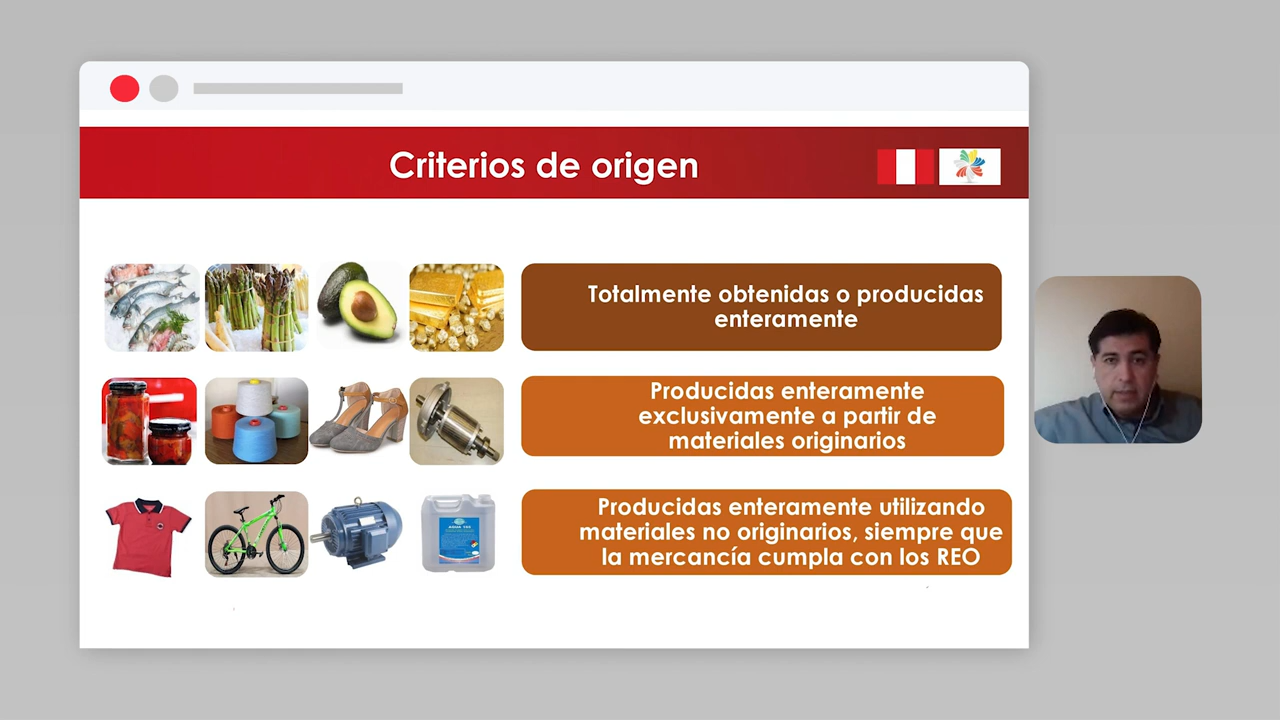 Criterios de origen
Totalmente obtenidas o producidas
enteramente
Producidas enteramente
exclusivamente a partir de
materiales originarios
Producidas enteramente utilizando
materiales no originarios, siempre que
la mercancía cumpla con los REO